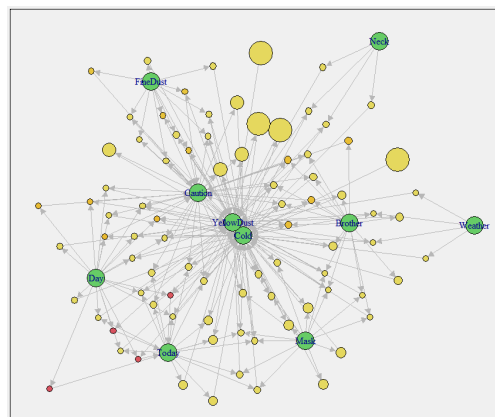 Neck
FineDust
Caution
YellowDust
Brother
Weather
Cold
Day
Mask
Today